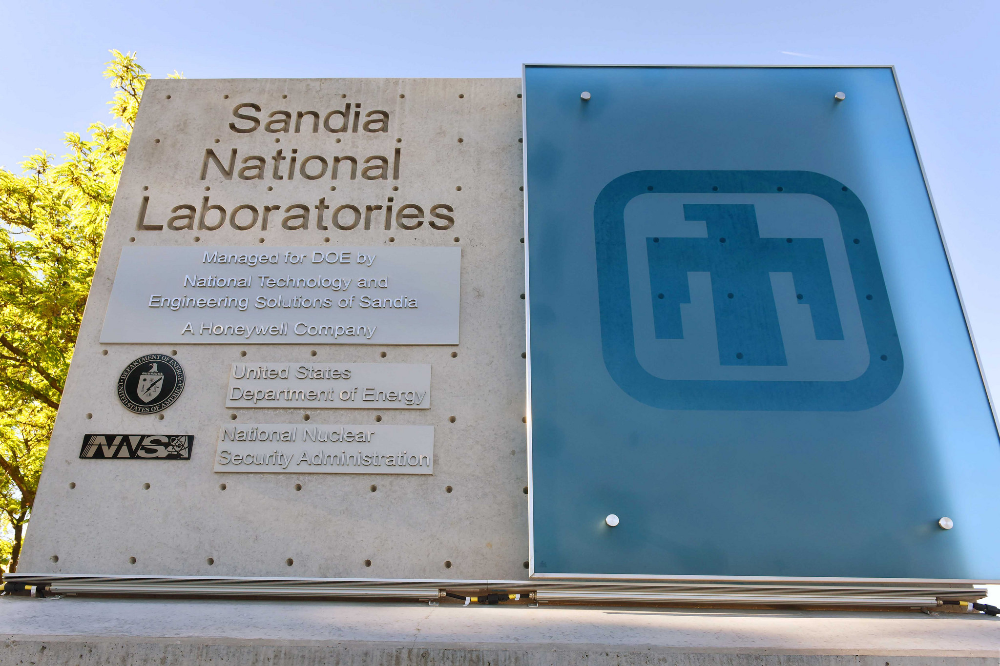 Sandia
National
Laboratories
Managed for DOE by
National Technology and
Engineering Solutions of Sandia
A Honeywell Company
DEPARTMENT OF ENERGY
UNITED STATES OF AMERICA
United States
Department of Energy
NNSA
National Nuclear
Security Administration